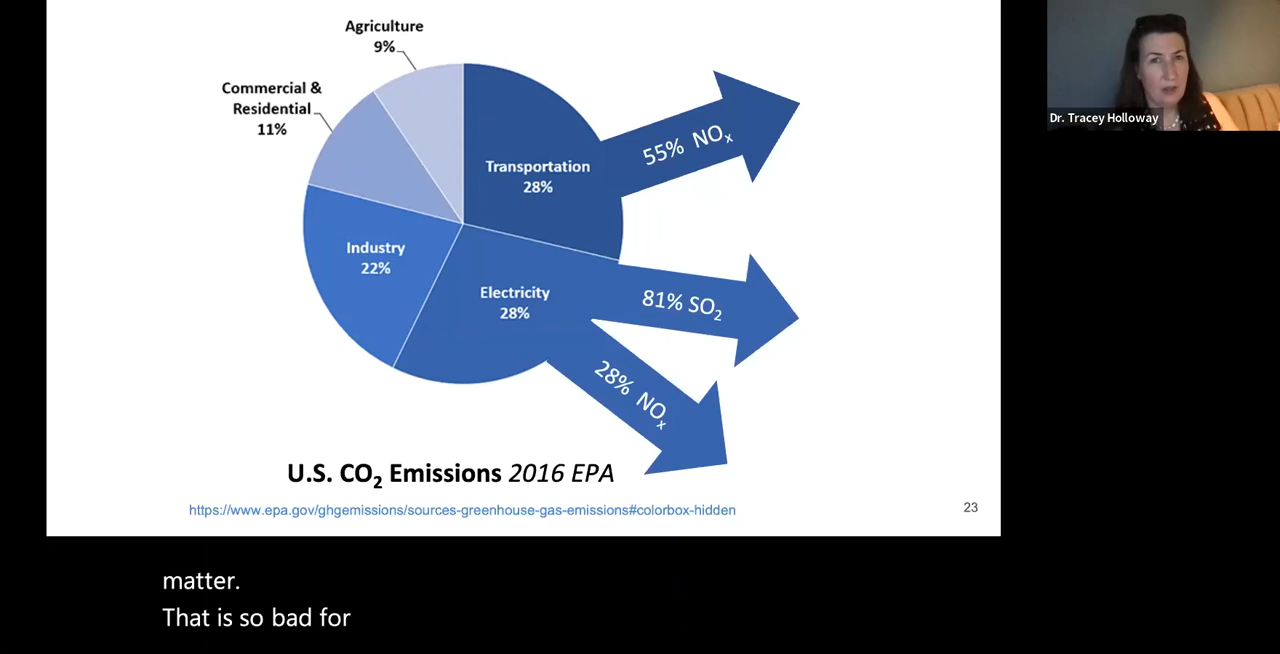 Agriculture
9%
Commercial &
Residential
11%
Transportation
28%
55% NOx
Dr. Tracey Holloway
Industry
22%
Electricity
28%
81% SO2
28% NOx
U.S. CO2 Emissions 2016 EPA
https://www.epa.gov/ghgemissions/sources-greenhouse-gas-emissions#colorbox-hidden
23
matter.
That is so bad for